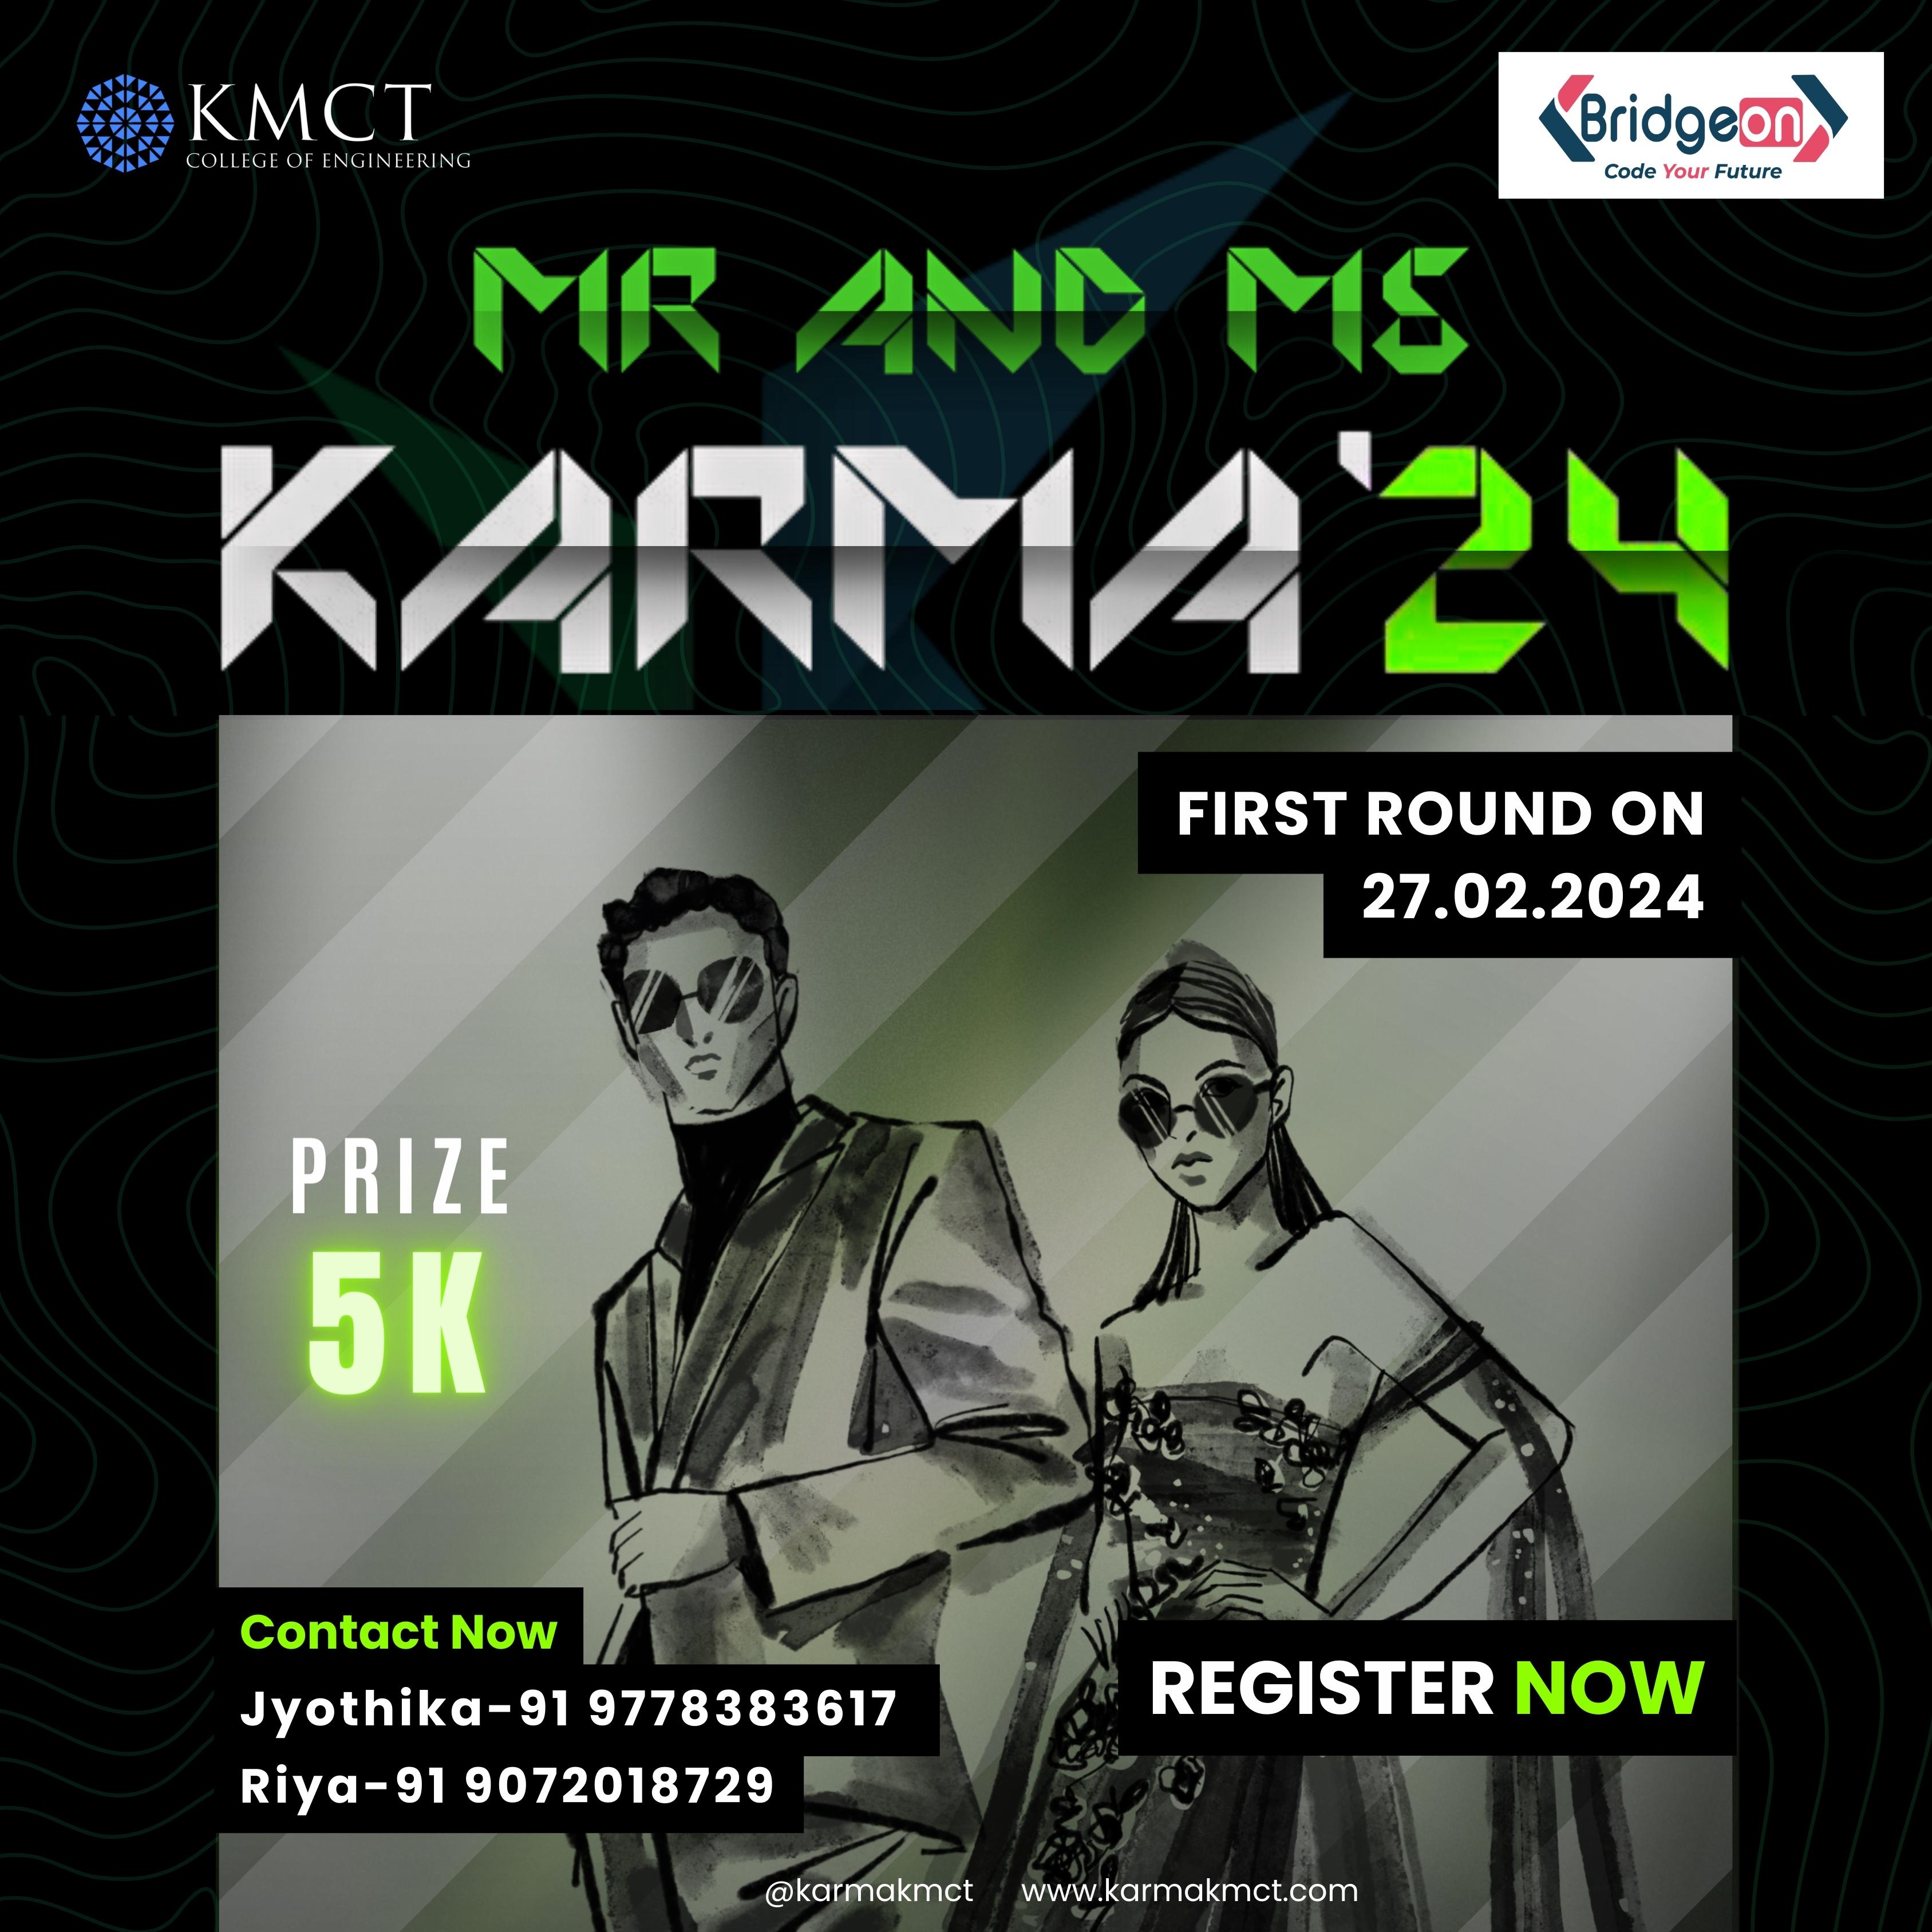 KMCT
COLLEGE OF ENGINEERING
Bridgeon
Code Your Future
MR AND MS
KARMA'24
FIRST ROUND ON
27.02.2024
PRIZE
5K
Contact Now
Jyothika-91 9778383617
Riya-91 9072018729
REGISTER NOW
@karmakmct www.karmakmct.com